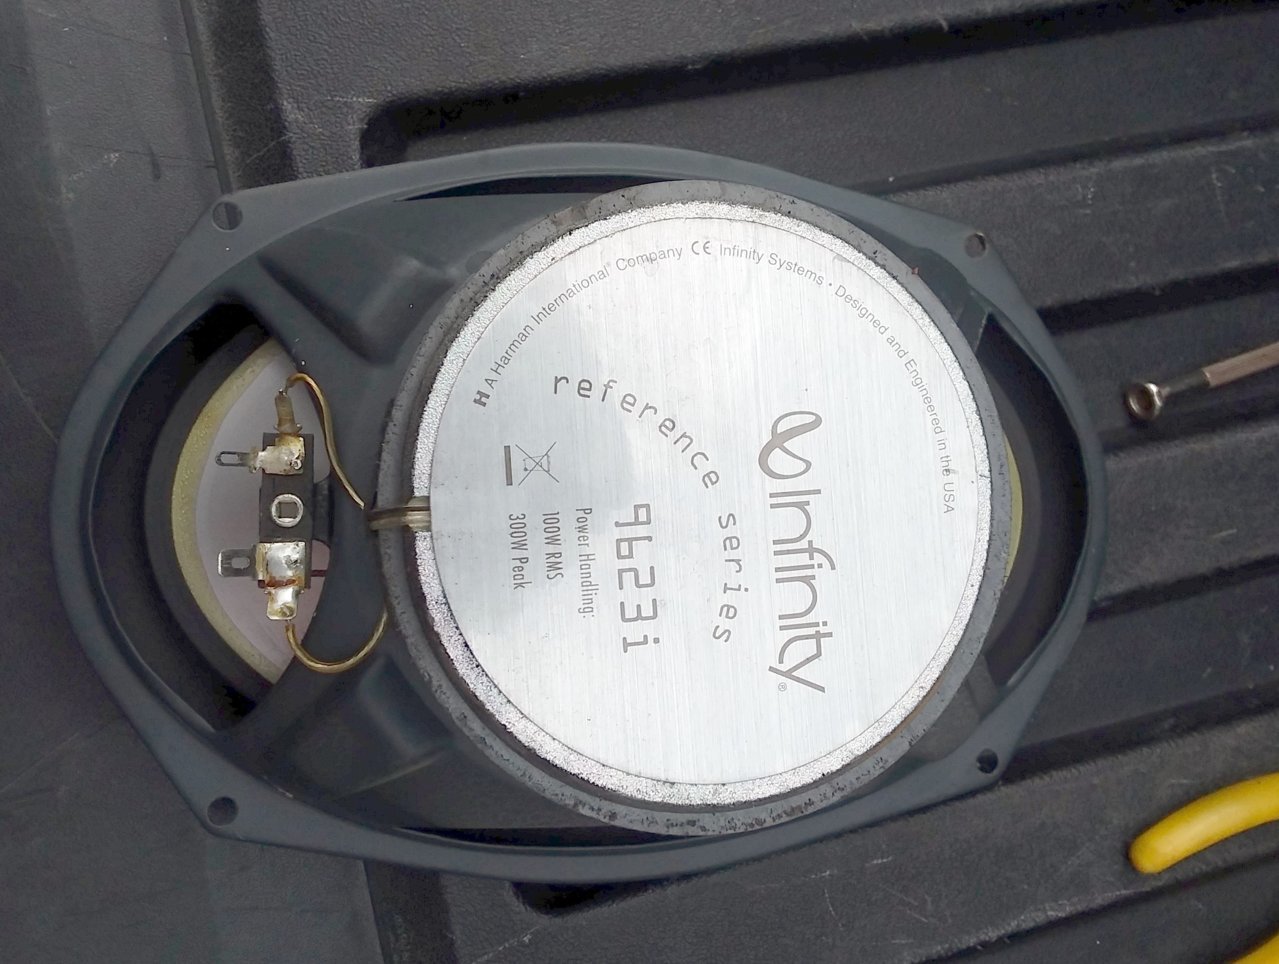 H A Harman International® Company CE Infinity Systems • Designed and Engineered in the USA
Infinity®
reference series
9623i
Power Handling:
100W RMS
300W Peak